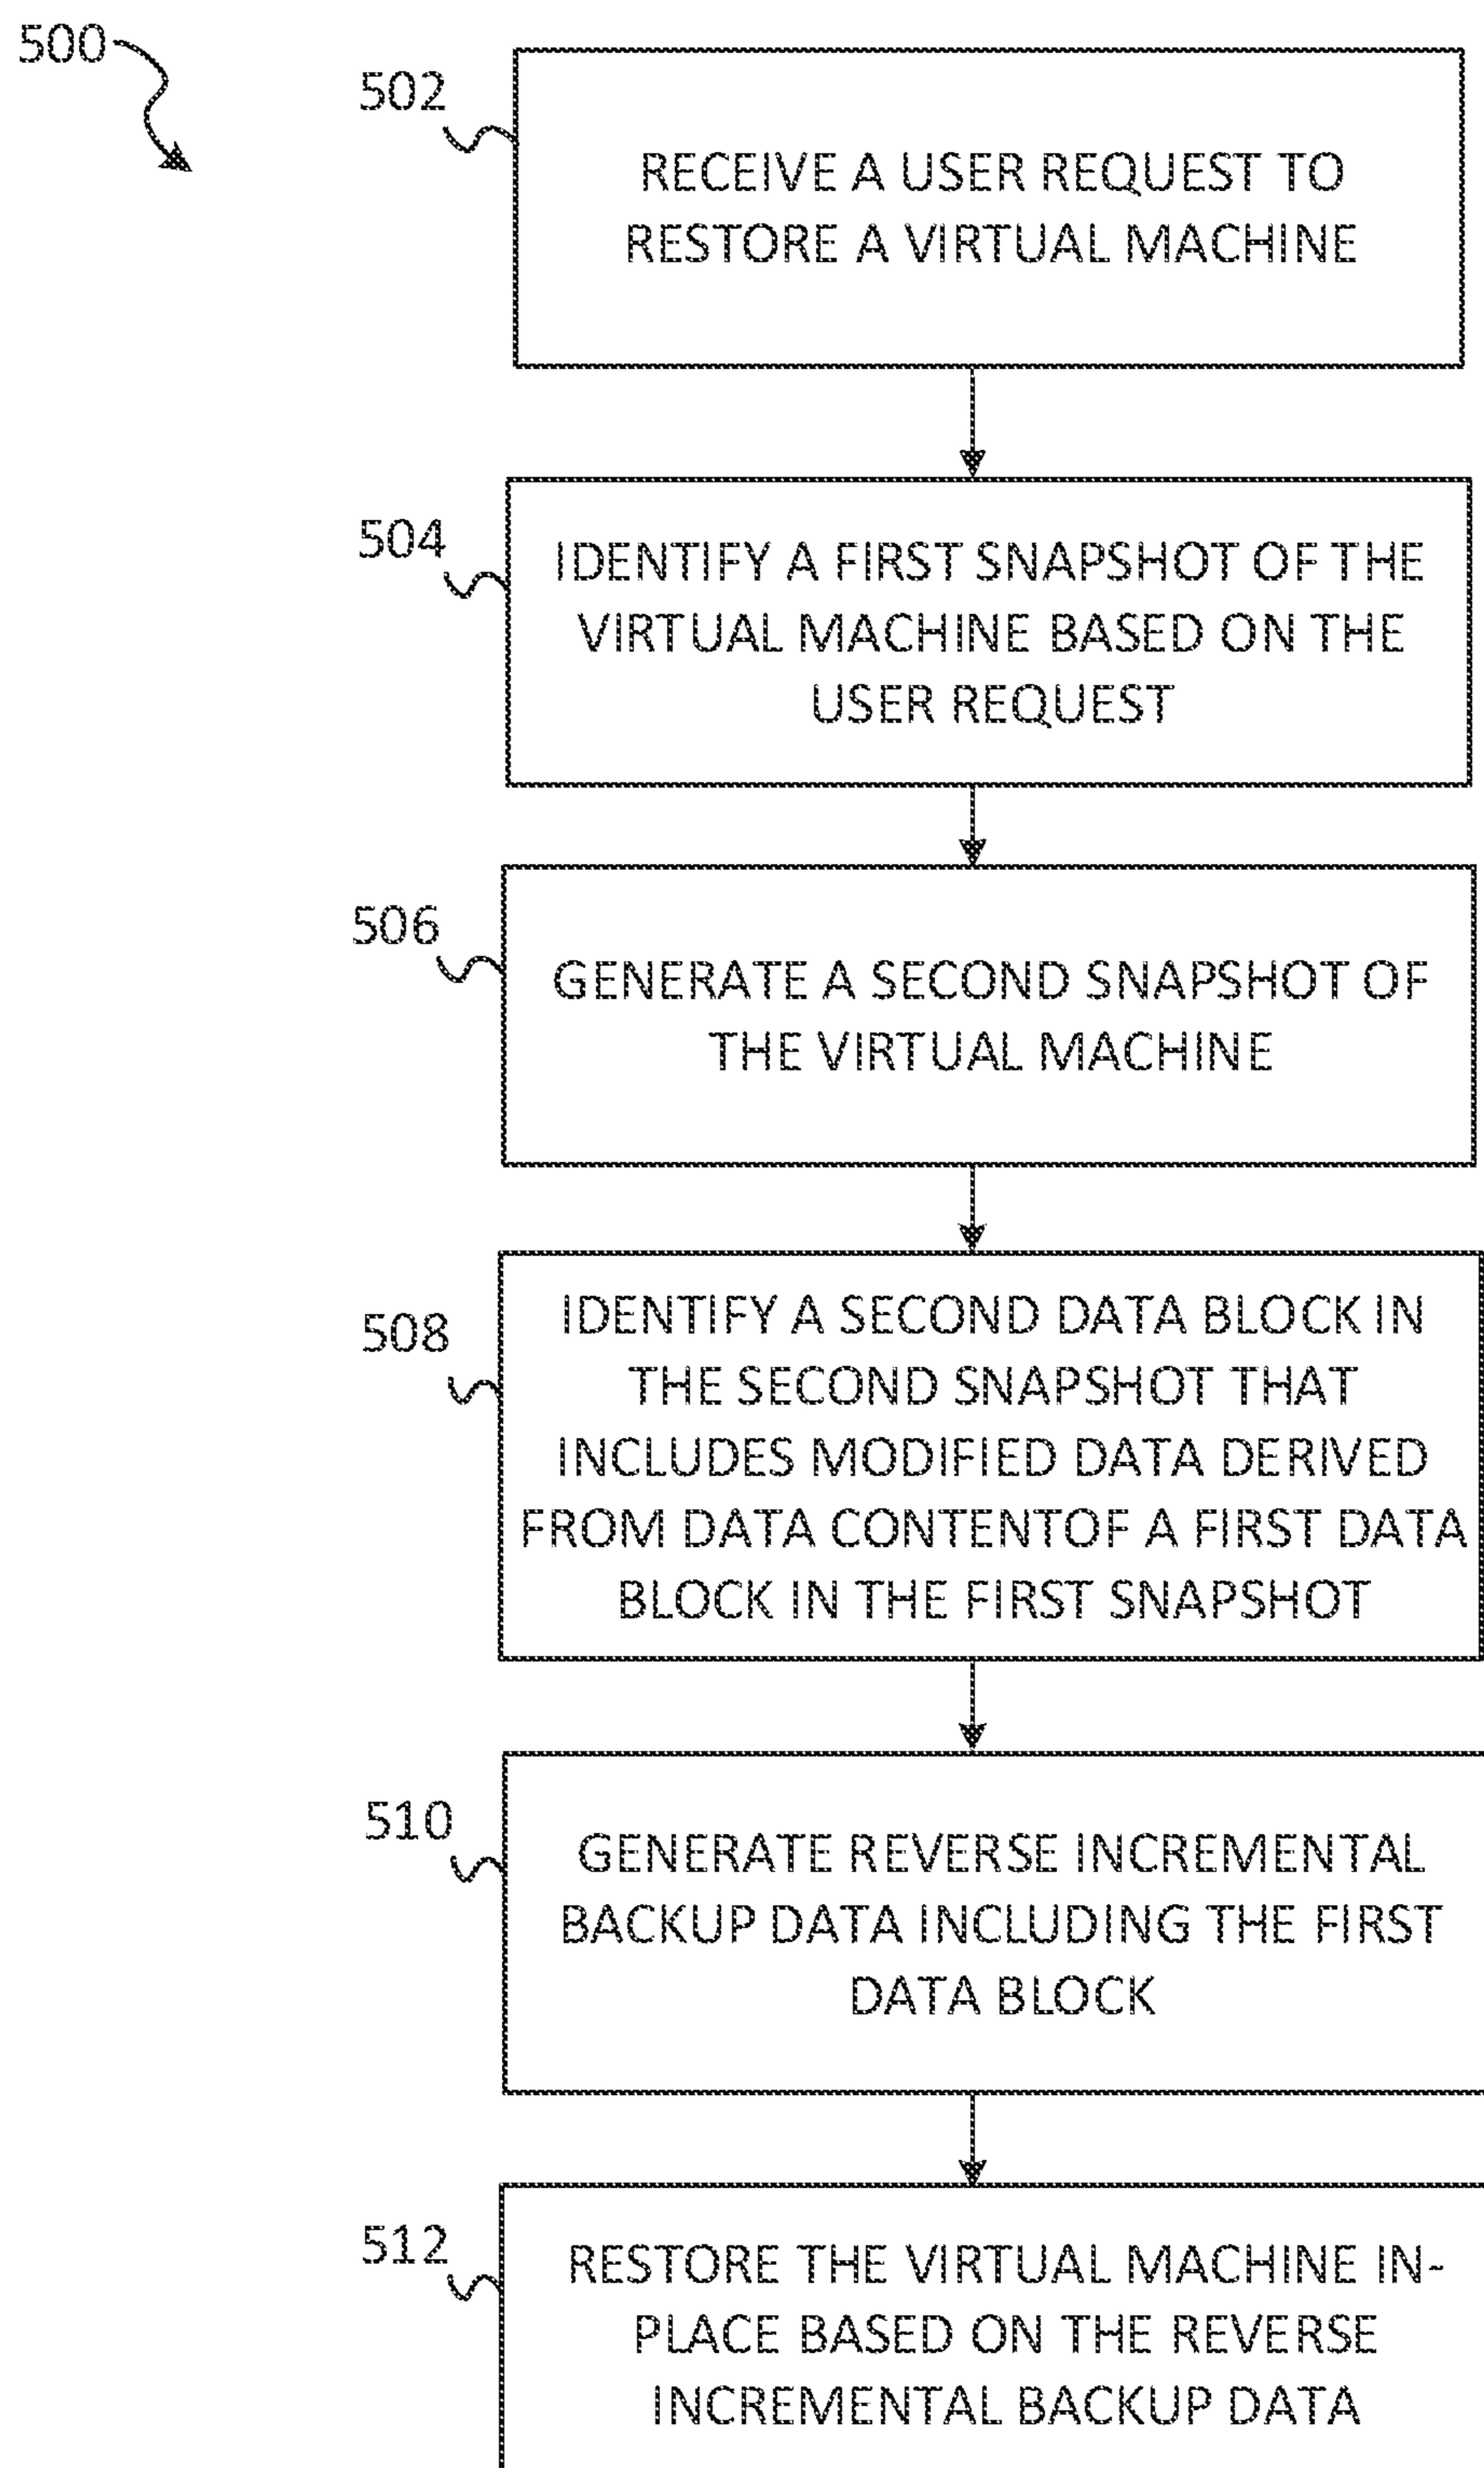 500
502
RECEIVE A USER REQUEST TO
RESTORE A VIRTUAL MACHINE
504
IDENTIFY A FIRST SNAPSHOT OF THE
VIRTUAL MACHINE BASED ON THE
USER REQUEST
506
GENERATE A SECOND SNAPSHOT OF
THE VIRTUAL MACHINE
508
IDENTIFY A SECOND DATA BLOCK IN
THE SECOND SNAPSHOT THAT
INCLUDES MODIFIED DATA DERIVED
FROM DATA CONTENTOF A FIRST DATA
BLOCK IN THE FIRST SNAPSHOT
510
GENERATE REVERSE INCREMENTAL
BACKUP DATA INCLUDING THE FIRST
DATA BLOCK
512
RESTORE THE VIRTUAL MACHINE IN-
PLACE BASED ON THE REVERSE
INCREMENTAL BACKUP DATA